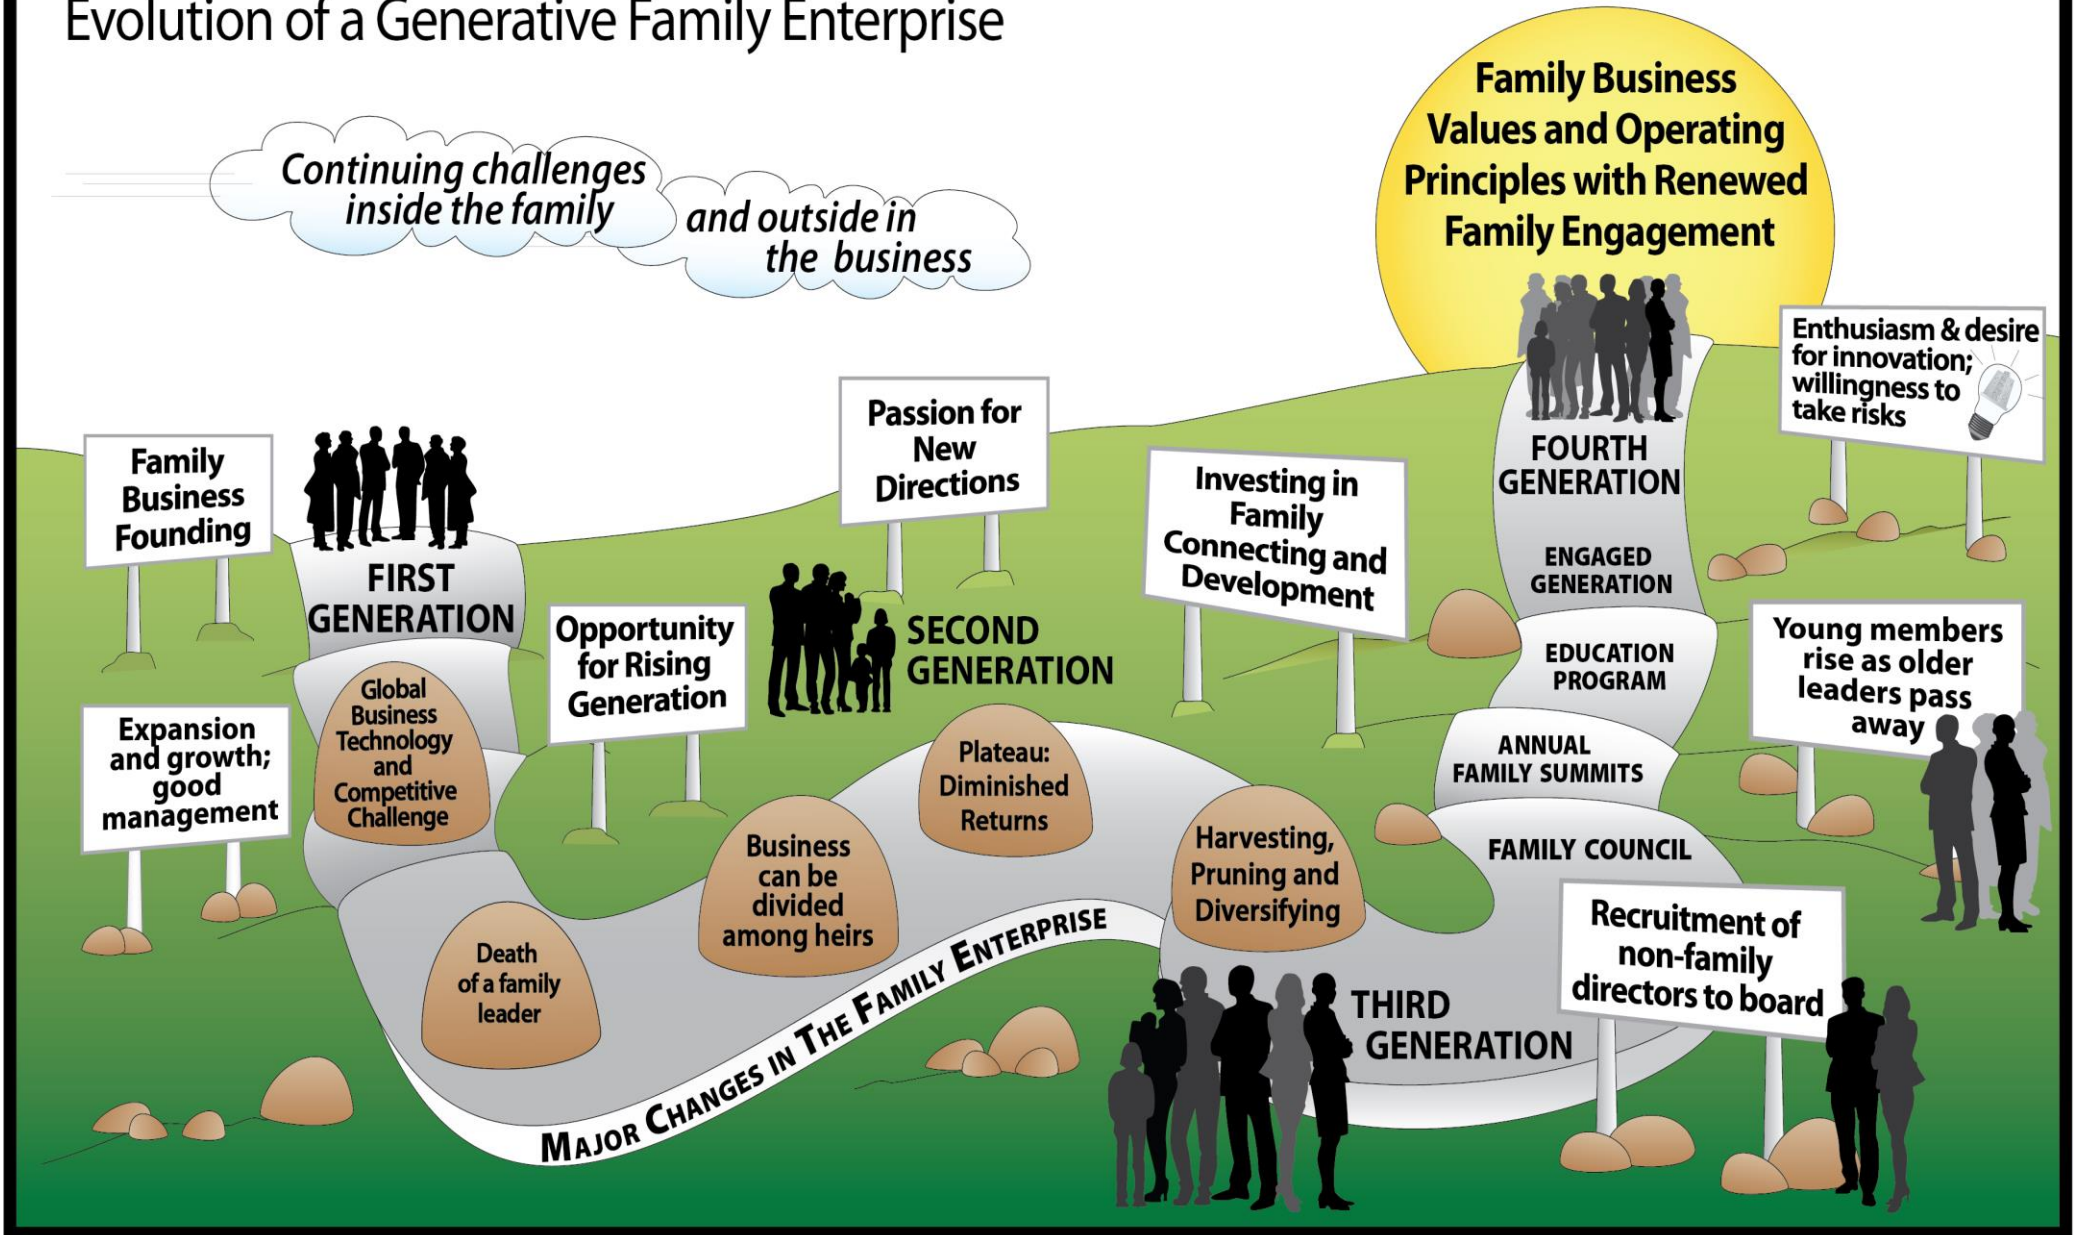 Evolution of a Generative Family Enterprise
Continuing challenges
inside the family
and outside in
the business
Family Business
Values and Operating
Principles with Renewed
Family Engagement
Enthusiasm & desire
for innovation;
willingness to
take risks
Passion for
New
Directions
Family
Business
Founding
FIRST
GENERATION
Investing in
Family
Connecting and
Development
FOURTH
GENERATION
ENGAGED
GENERATION
Opportunity
for Rising
Generation
SECOND
GENERATION
EDUCATION
PROGRAM
Young members
rise as older
leaders pass
away
Expansion
and growth;
good
management
Global
Business
Technology
and
Competitive
Challenge
Plateau:
Diminished
Returns
ANNUAL
FAMILY SUMMITS
Business
can be
divided
among heirs
Harvesting,
Pruning and
Diversifying
FAMILY COUNCIL
Death
of a family
leader
MAJOR CHANGES IN THE FAMILY ENTERPRISE
Recruitment of
non-family
directors to board
THIRD
GENERATION